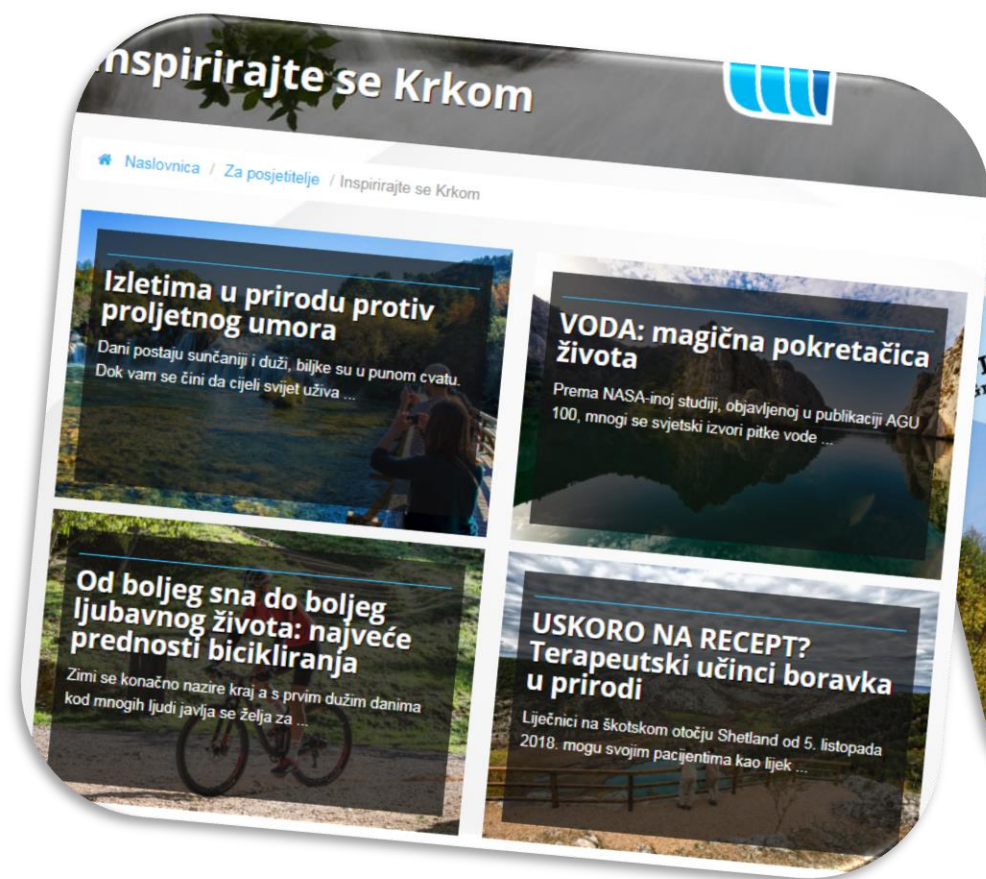 Inspirirajte se Krkom
Naslovnica / Za posjetitelje / Inspirirajte se Krkom
Izletima u prirodu protiv
proljetnog umora
Dani postaju sunčaniji i duži, biljke su u punom cvatu.
Dok vam se čini da cijeli svijet uživa ...
VODA: magična pokretačica
života
Prema NASA-inoj studiji, objavljenoj u publikaciji AGU
100, mnogi se svjetski izvori pitke vode ...
Od boljeg sna do boljeg
ljubavnog života: najveće
prednosti bicikliranja
Zimi se konačno nazire kraj a s prvim dužim danima
kod mnogih ljudi javlja se želja za ...
USKORO NA RECEPT?
Terapeutski učinci boravka
u prirodi
Liječnici na škotskom otočju Shetland od 5. listopada
2018. mogu svojim pacijentima kao lijek ...